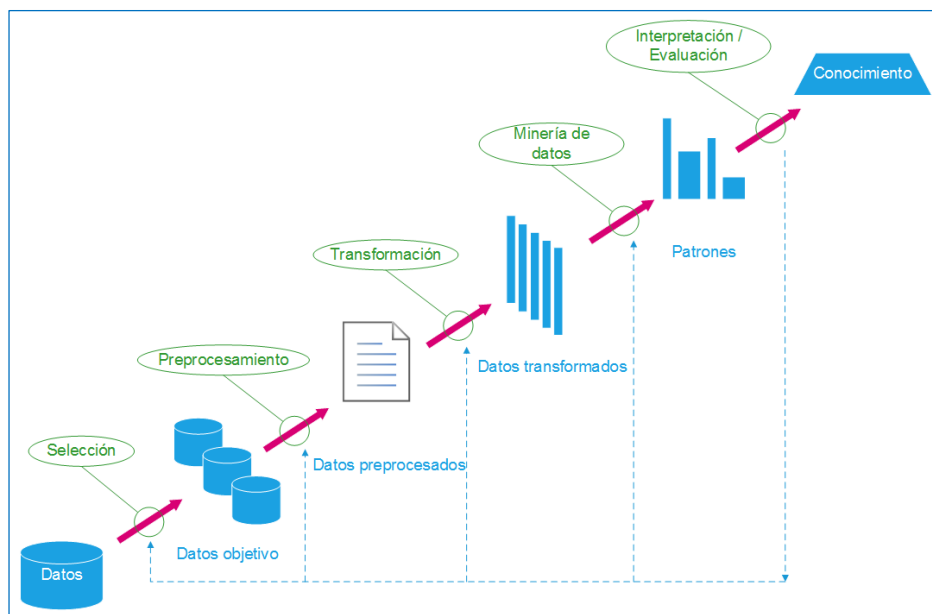 Interpretación /
Evaluación
Conocimiento
Minería de
datos
Transformación
Patrones
Preprocesamiento
Datos transformados
Selección
Datos preprocesados
Datos objetivo
Datos